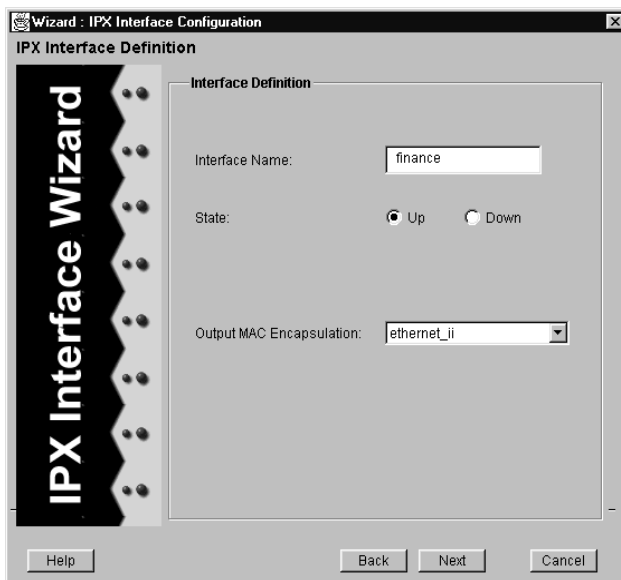 Wizard : IPX Interface Configuration
IPX Interface Definition
IPX Interface Wizard
Interface Definition
Interface Name: finance
State: Up Down
Output MAC Encapsulation: ethernet_ii
Help Back Next Cancel